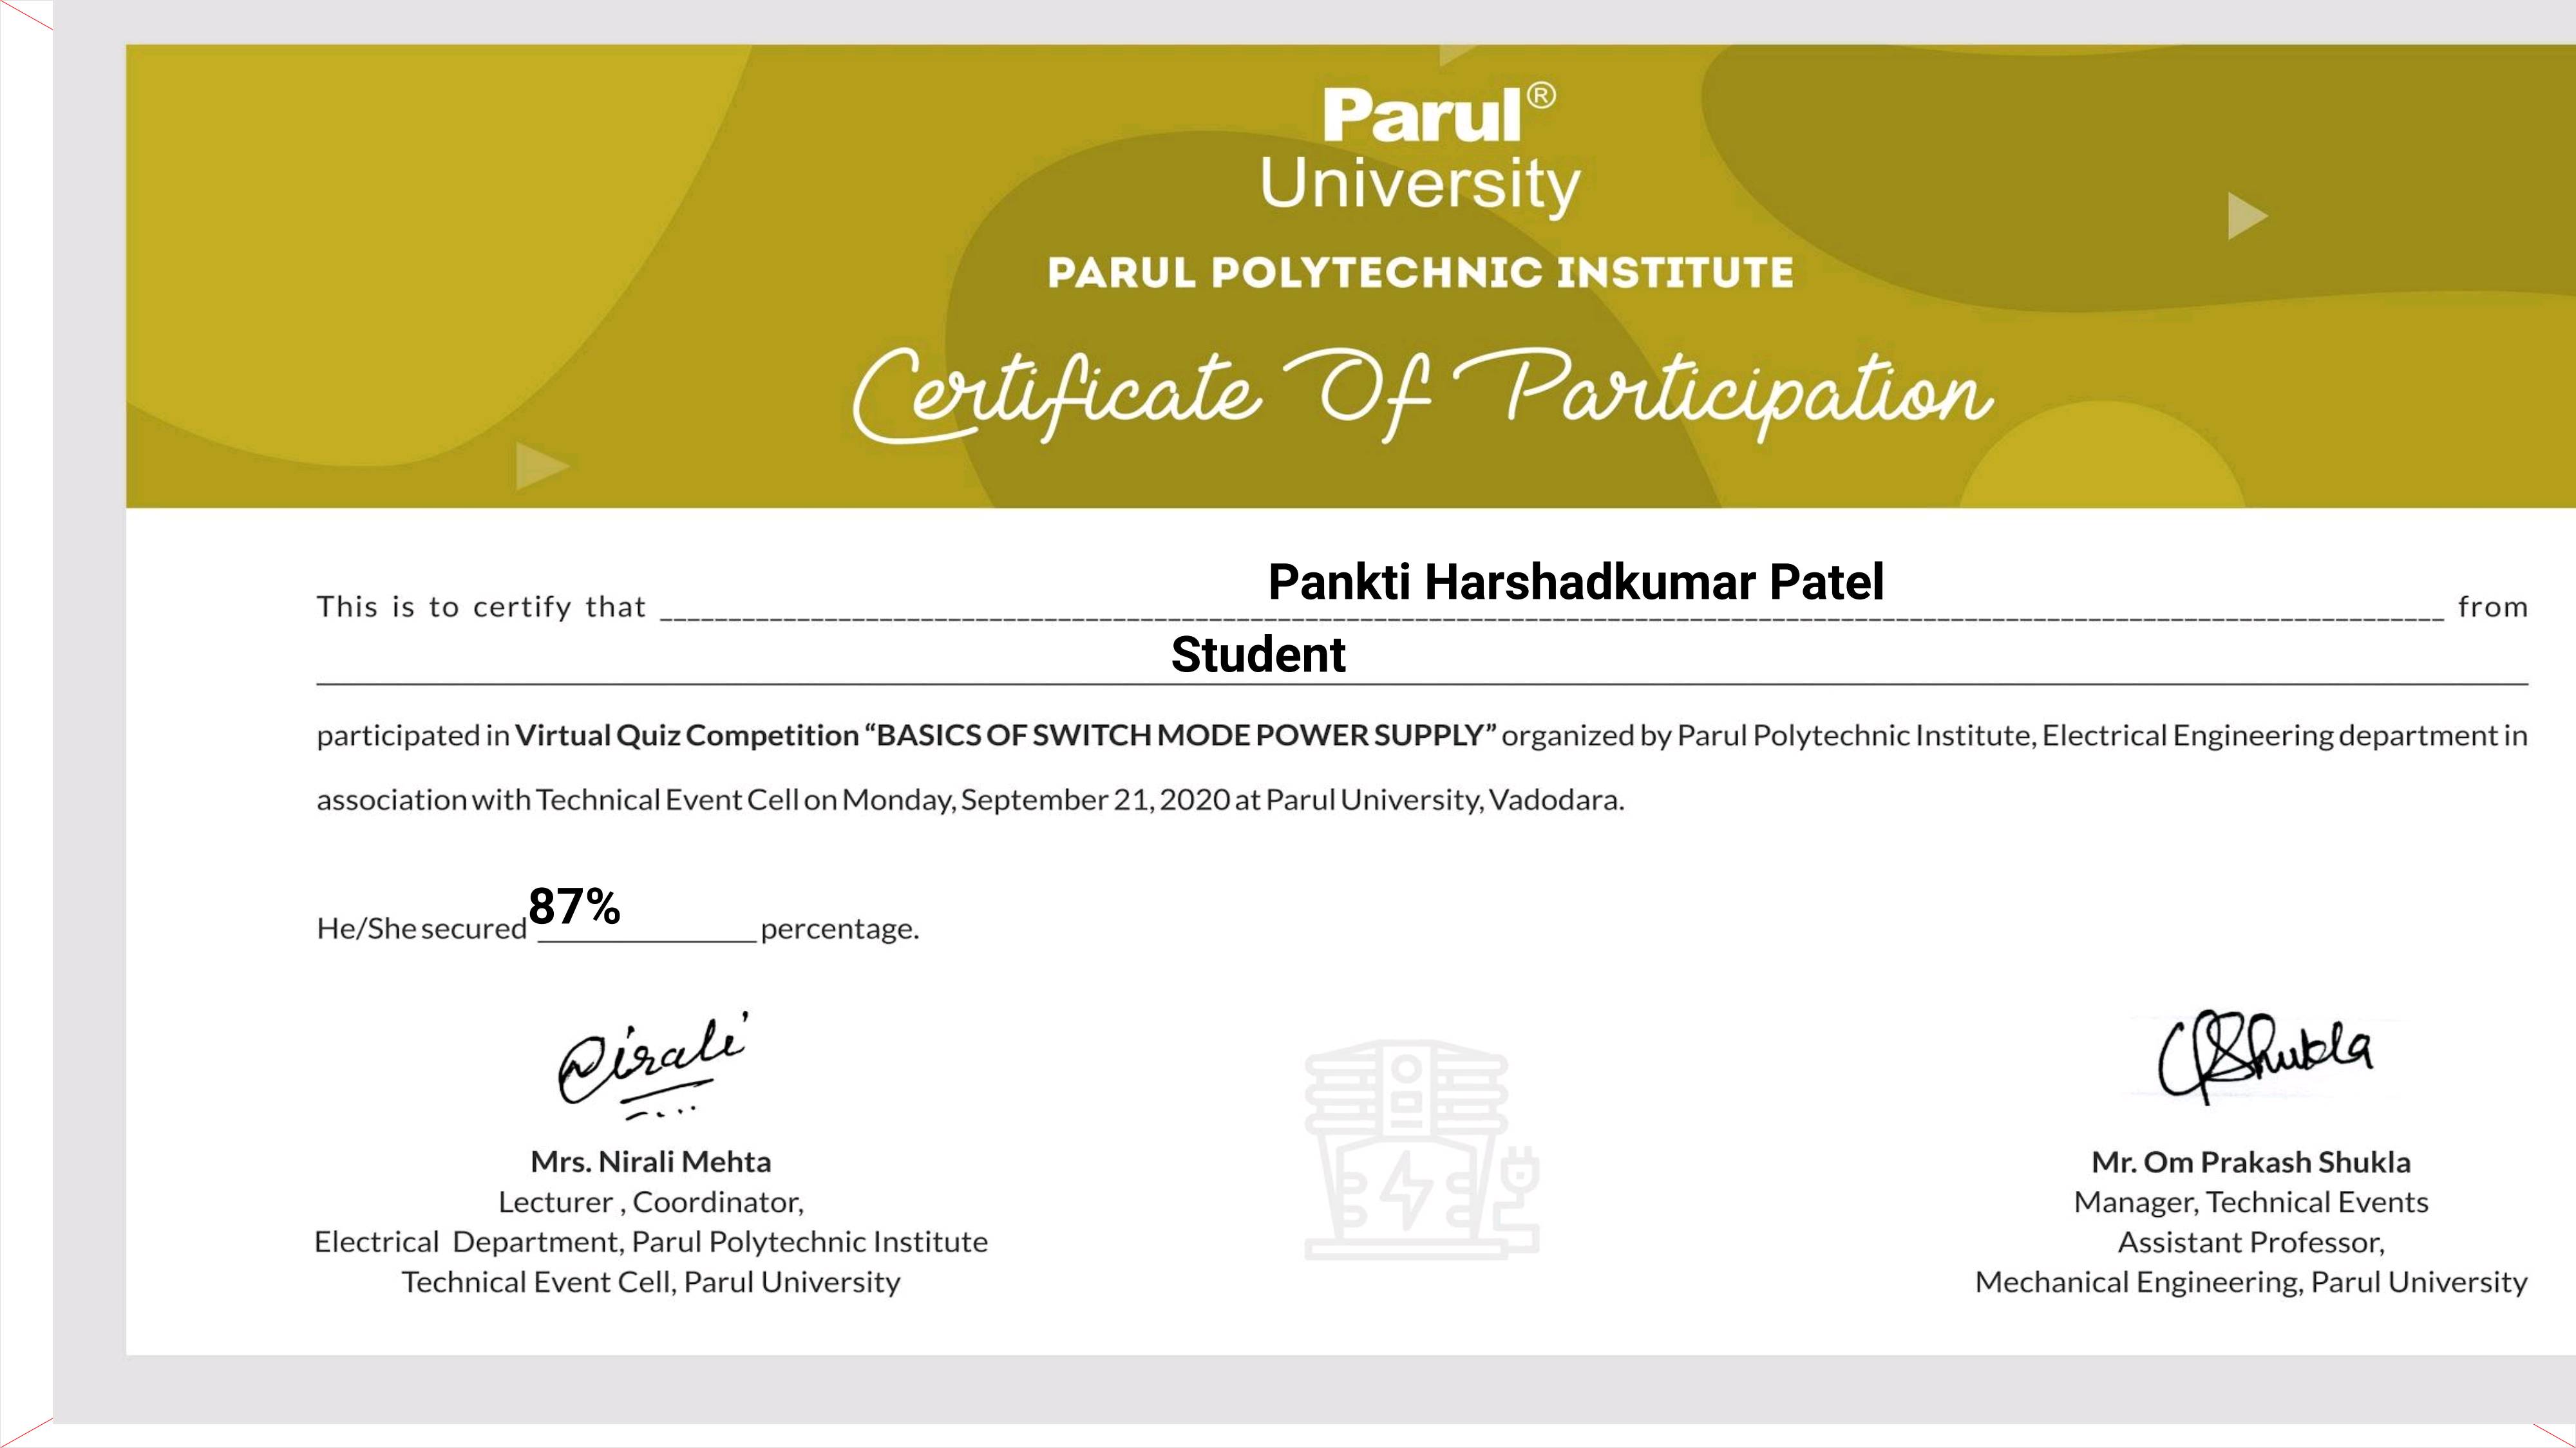 Parul®
University
PARUL POLYTECHNIC INSTITUTE
Certificate Of Participation
Pankti Harshadkumar Patel
This is to certify that ____________ from
Student
participated in Virtual Quiz Competition “BASICS OF SWITCH MODE POWER SUPPLY” organized by Parul Polytechnic Institute, Electrical Engineering department in
association with Technical Event Cell on Monday, September 21, 2020 at Parul University, Vadodara.
He/She secured 87% percentage.
Nirali
Shukla
Mrs. Nirali Mehta
Lecturer , Coordinator,
Electrical Department, Parul Polytechnic Institute
Technical Event Cell, Parul University
Mr. Om Prakash Shukla
Manager, Technical Events
Assistant Professor,
Mechanical Engineering, Parul University